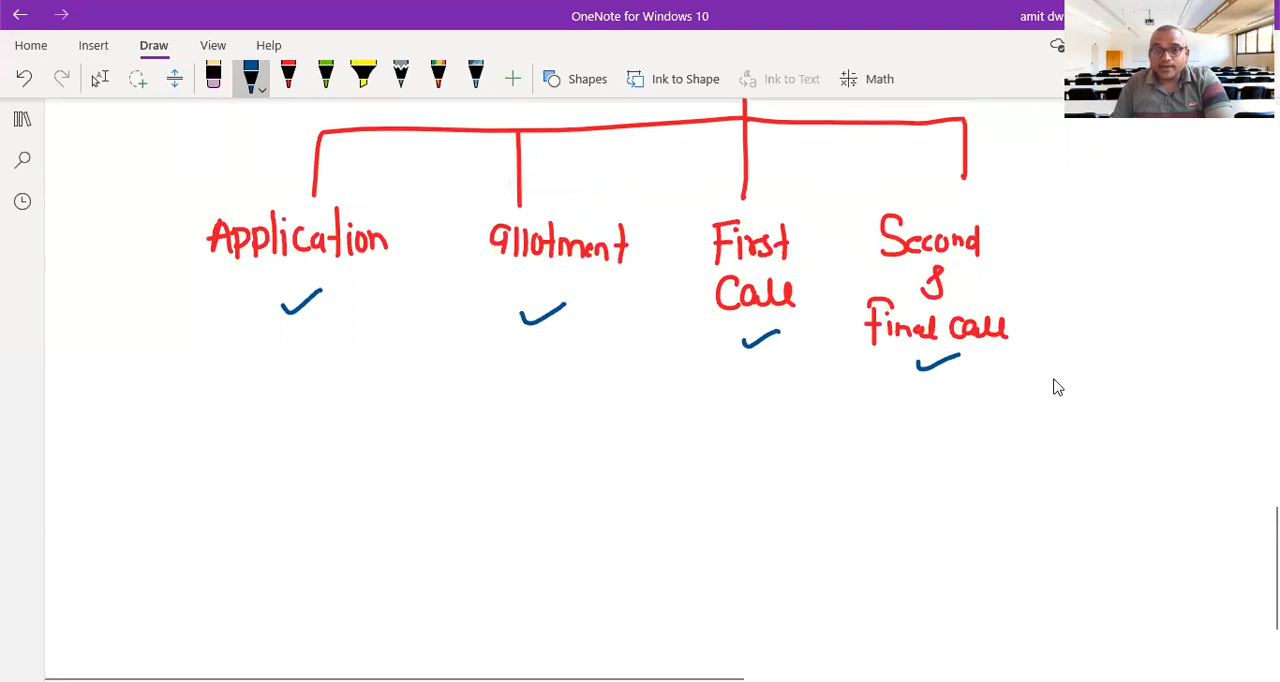 OneNote for Windows 10
amit dw
Home Insert Draw View Help
Shapes Ink to Shape Ink to Text Math
Application allotment First Second
Call &
Final call